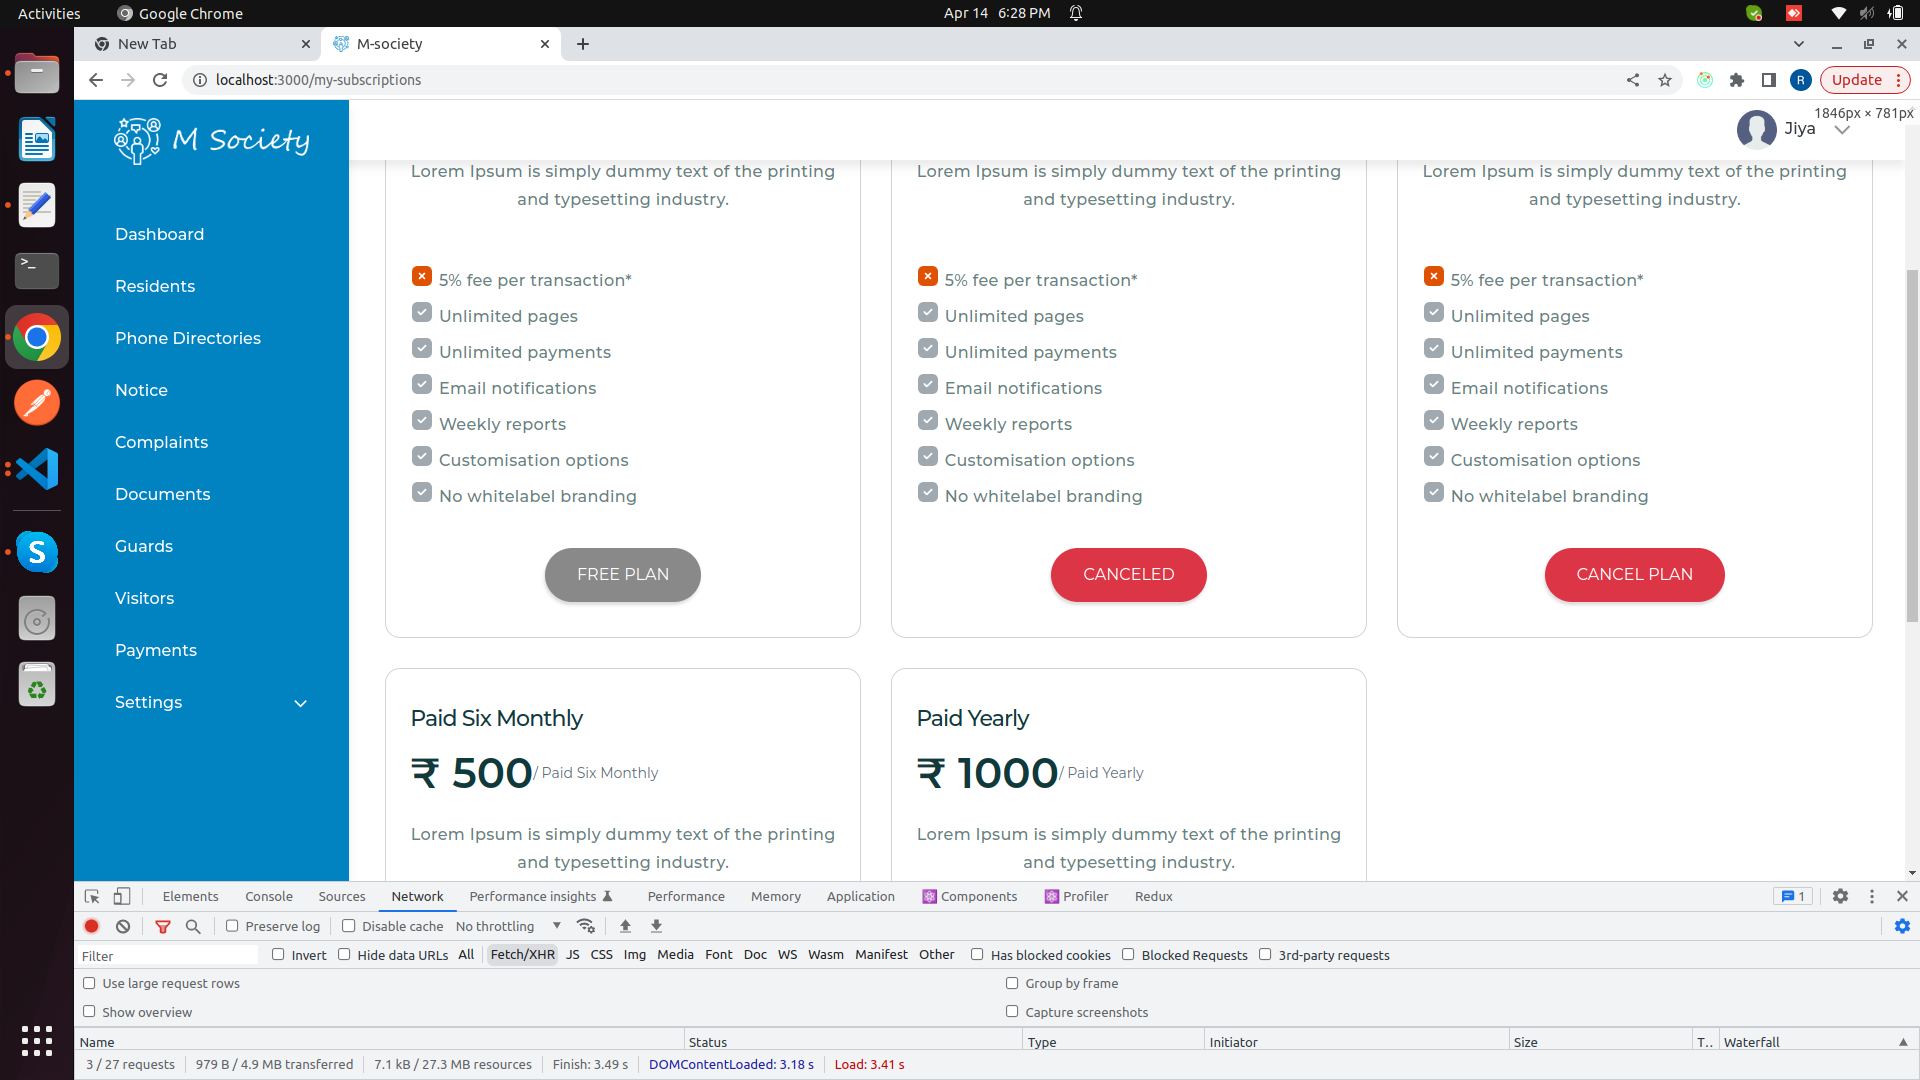 Activities
Google Chrome
Apr 14 6:28 PM
New Tab
M-society
localhost:3000/my-subscriptions
R
Update
M Society
Jiya
1846px × 781px
Dashboard
Residents
Phone Directories
Notice
Complaints
Documents
Guards
Visitors
Payments
Settings
Lorem Ipsum is simply dummy text of the printing
and typesetting industry.
5% fee per transaction*
Unlimited pages
Unlimited payments
Email notifications
Weekly reports
Customisation options
No whitelabel branding
FREE PLAN
Lorem Ipsum is simply dummy text of the printing
and typesetting industry.
5% fee per transaction*
Unlimited pages
Unlimited payments
Email notifications
Weekly reports
Customisation options
No whitelabel branding
CANCELED
Lorem Ipsum is simply dummy text of the printing
and typesetting industry.
5% fee per transaction*
Unlimited pages
Unlimited payments
Email notifications
Weekly reports
Customisation options
No whitelabel branding
CANCEL PLAN
Paid Six Monthly
₹ 500/ Paid Six Monthly
Lorem Ipsum is simply dummy text of the printing
and typesetting industry.
Paid Yearly
₹ 1000/ Paid Yearly
Lorem Ipsum is simply dummy text of the printing
and typesetting industry.
Elements Console Sources Network Performance insights Performance Memory Application Components Profiler Redux 1
Preserve log Disable cache No throttling
Filter Invert Hide data URLs All Fetch/XHR JS CSS Img Media Font Doc WS Wasm Manifest Other Has blocked cookies Blocked Requests 3rd-party requests
Use large request rows Group by frame
Show overview Capture screenshots
Name Status Type Initiator Size T.. Waterfall
3 / 27 requests 979 B / 4.9 MB transferred 7.1 kB / 27.3 MB resources Finish: 3.49 s DOMContentLoaded: 3.18 s Load: 3.41 s